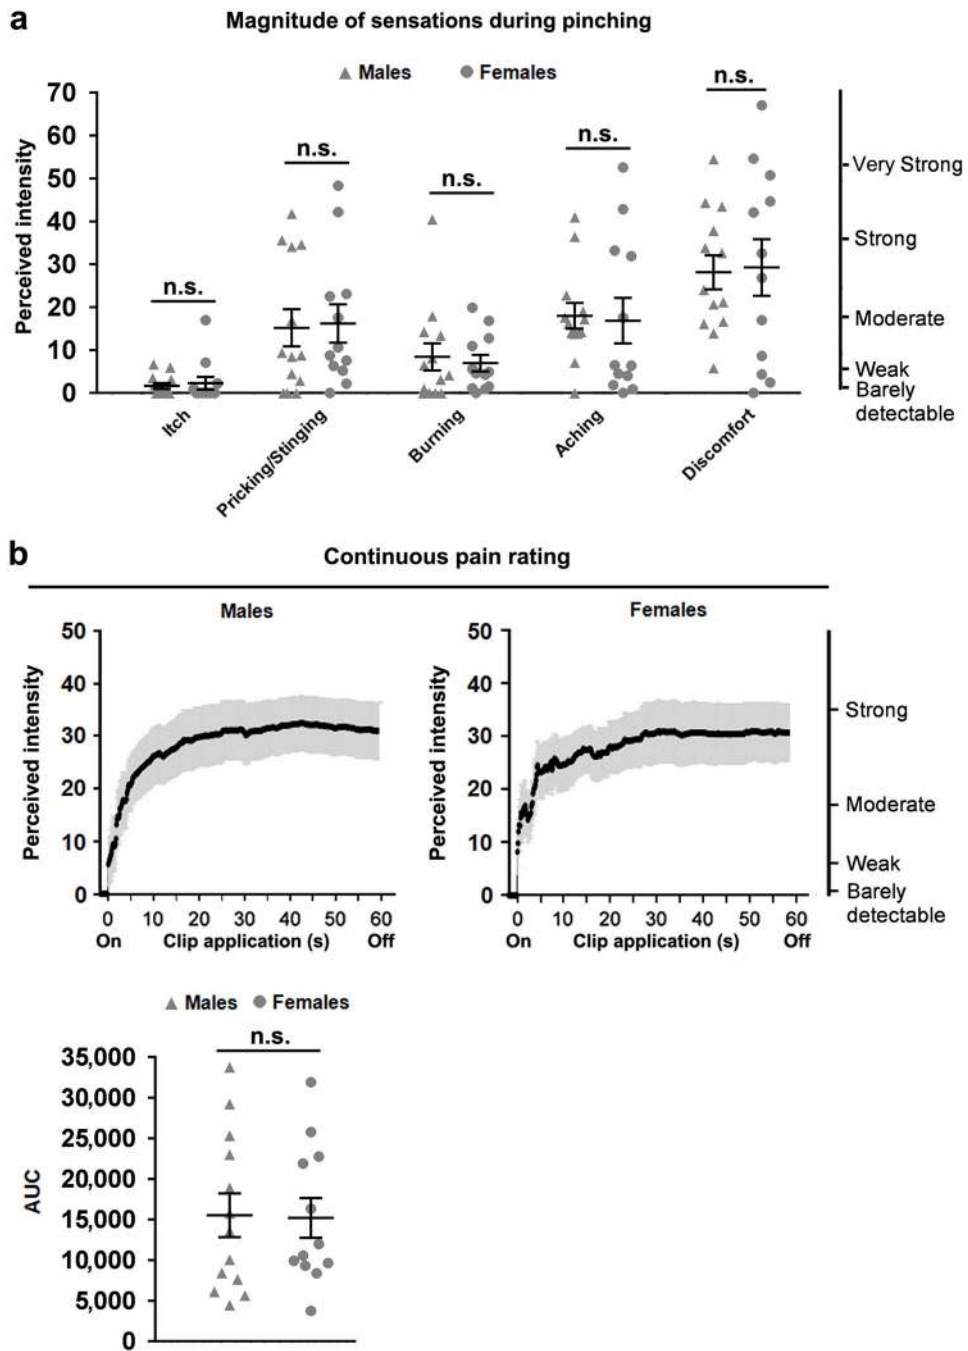 a
Magnitude of sensations during pinching
Males Females
Perceived intensity
70
60
50
40
30
20
10
0
n.s.
n.s.
n.s.
n.s.
n.s.
Very Strong
Strong
Moderate
Weak
Barely
detectable
Itch
Pricking/Stinging
Burning
Aching
Discomfort
b
Continuous pain rating
Males
Perceived intensity
50
40
30
20
10
0
0 10 20 30 40 50 60
On Clip application (s) Off
Females
Perceived intensity
50
40
30
20
10
0
0 10 20 30 40 50 60
On Clip application (s) Off
Strong
Moderate
Weak
Barely
detectable
Males Females
n.s.
AUC
35,000
30,000
25,000
20,000
15,000
10,000
5,000
0